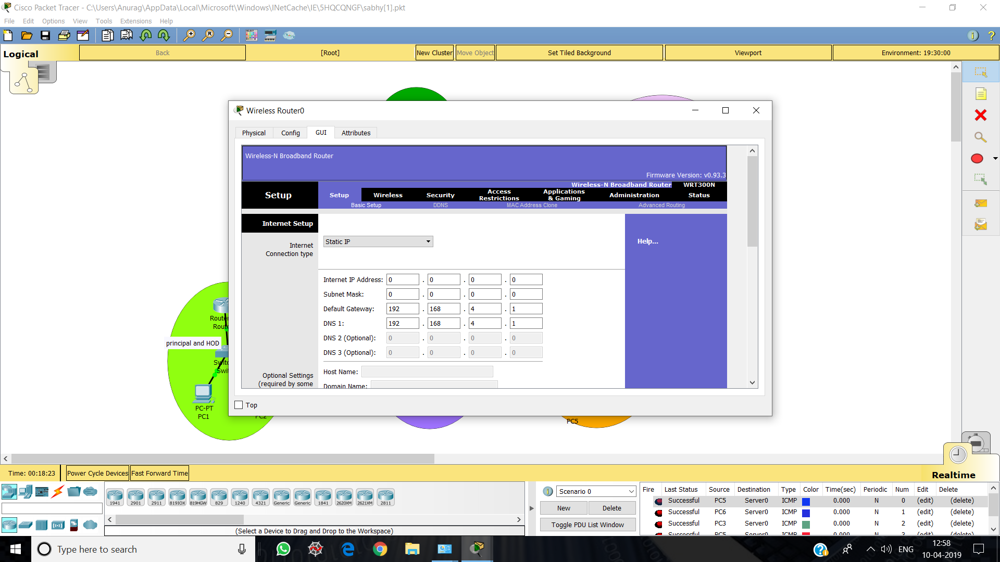 Cisco Packet Tracer - C:\Users\Anurag\AppData\Local\Microsoft\Windows\INetCache\IE\5HQCQNGF\sabhy[1].pkt
File Edit Options View Tools Extensions Help
Logical Back [Root] New Cluster Move Object Set Tiled Background Viewport Environment: 19:30:00
Wireless Router0
Physical Config GUI Attributes
Wireless-N Broadband Router
Firmware Version: v0.93.3
Wireless-N Broadband Router WRT300N
Setup
Setup Wireless Security Access Restrictions Applications & Gaming Administration Status
Basic Setup DDNS MAC Address Clone Advanced Routing
Internet Setup
Internet
Connection type
Static IP
Help...
Internet IP Address: 0 . 0 . 0 . 0
Subnet Mask: 0 . 0 . 0 . 0
Default Gateway: 192 . 168 . 4 . 1
DNS 1: 192 . 168 . 4 . 1
DNS 2 (Optional): 0 . 0 . 0 . 0
DNS 3 (Optional): 0 . 0 . 0 . 0
Optional Settings
(required by some
Host Name:
Domain Name:
Top
principal and HOD
PC-PT
PC1
PC2
PC5
Time: 00:18:23 Power Cycle Devices Fast Forward Time
Realtime
1941 2901 2911 819IOX 819HGW 829 1240 4321 Generic Generic 1841 2620XM 2621XM 2811
(Select a Device to Drag and Drop to the Workspace)
Scenario 0
New Delete
Toggle PDU List Window
Fire Last Status Source Destination Type Color Time(sec) Periodic Num Edit Delete
Successful PC5 Server0 ICMP 0.000 N 0 (edit) (delete)
Successful PC6 Server0 ICMP 0.000 N 1 (edit) (delete)
Successful PC3 Server0 ICMP 0.000 N 2 (edit) (delete)
Successful PC5 Server0 ICMP 0.000 N 3 (edit) (delete)
Type here to search
ENG
12:58
10-04-2019